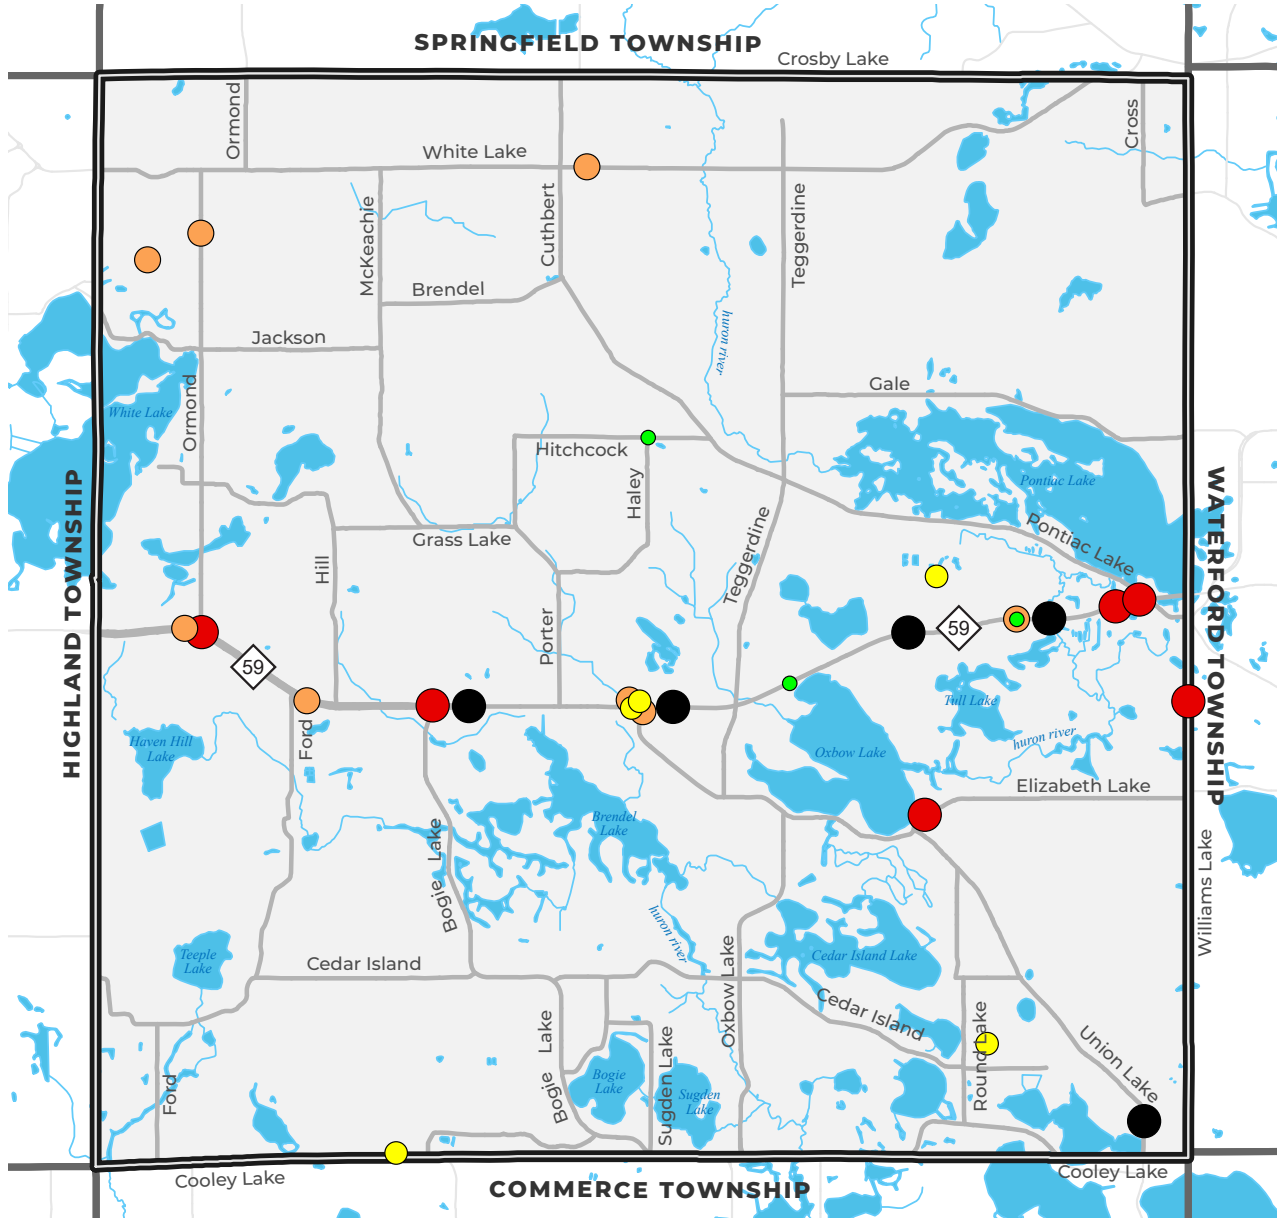 SPRINGFIELD TOWNSHIP
Crosby Lake
Ormond
White Lake
Cross
McKeachie
Cuthbert
Teggerdine
Brendel
huron river
Jackson
Gale
White Lake
Ormond
Hitchcock
Haley
Pontiac Lake
Pontiac Lake
Grass Lake
Hill
Teggerdine
HIGHLAND TOWNSHIP
WATERFORD TOWNSHIP
Porter
59
59
Tull Lake
huron river
Ford
Haven Hill
Lake
Oxbow Lake
Elizabeth Lake
Brendel
Lake
Bogie Lake
Williams Lake
huron river
Teeple
Lake
Cedar Island
Oxbow Lake
Cedar Island Lake
Cedar Island
Round Lake
Union Lake
Ford
Bogie Lake
Bogie
Lake
Sugden Lake
Sugden
Lake
Cooley Lake
COMMERCE TOWNSHIP
Cooley Lake